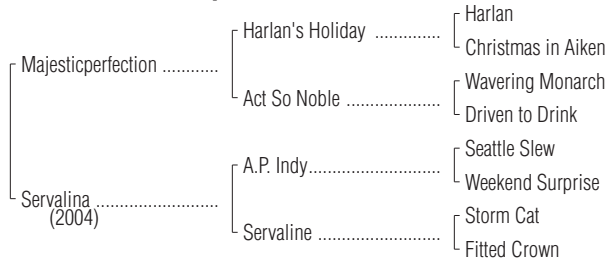 Harlan
Harlan's Holiday ..............
Christmas in Aiken
Majesticperfection ............
Wavering Monarch
Act So Noble ....................
Driven to Drink
Seattle Slew
A.P. Indy............................
Weekend Surprise
Servalina ..........................
(2004)
Storm Cat
Servaline ..........................
Fitted Crown